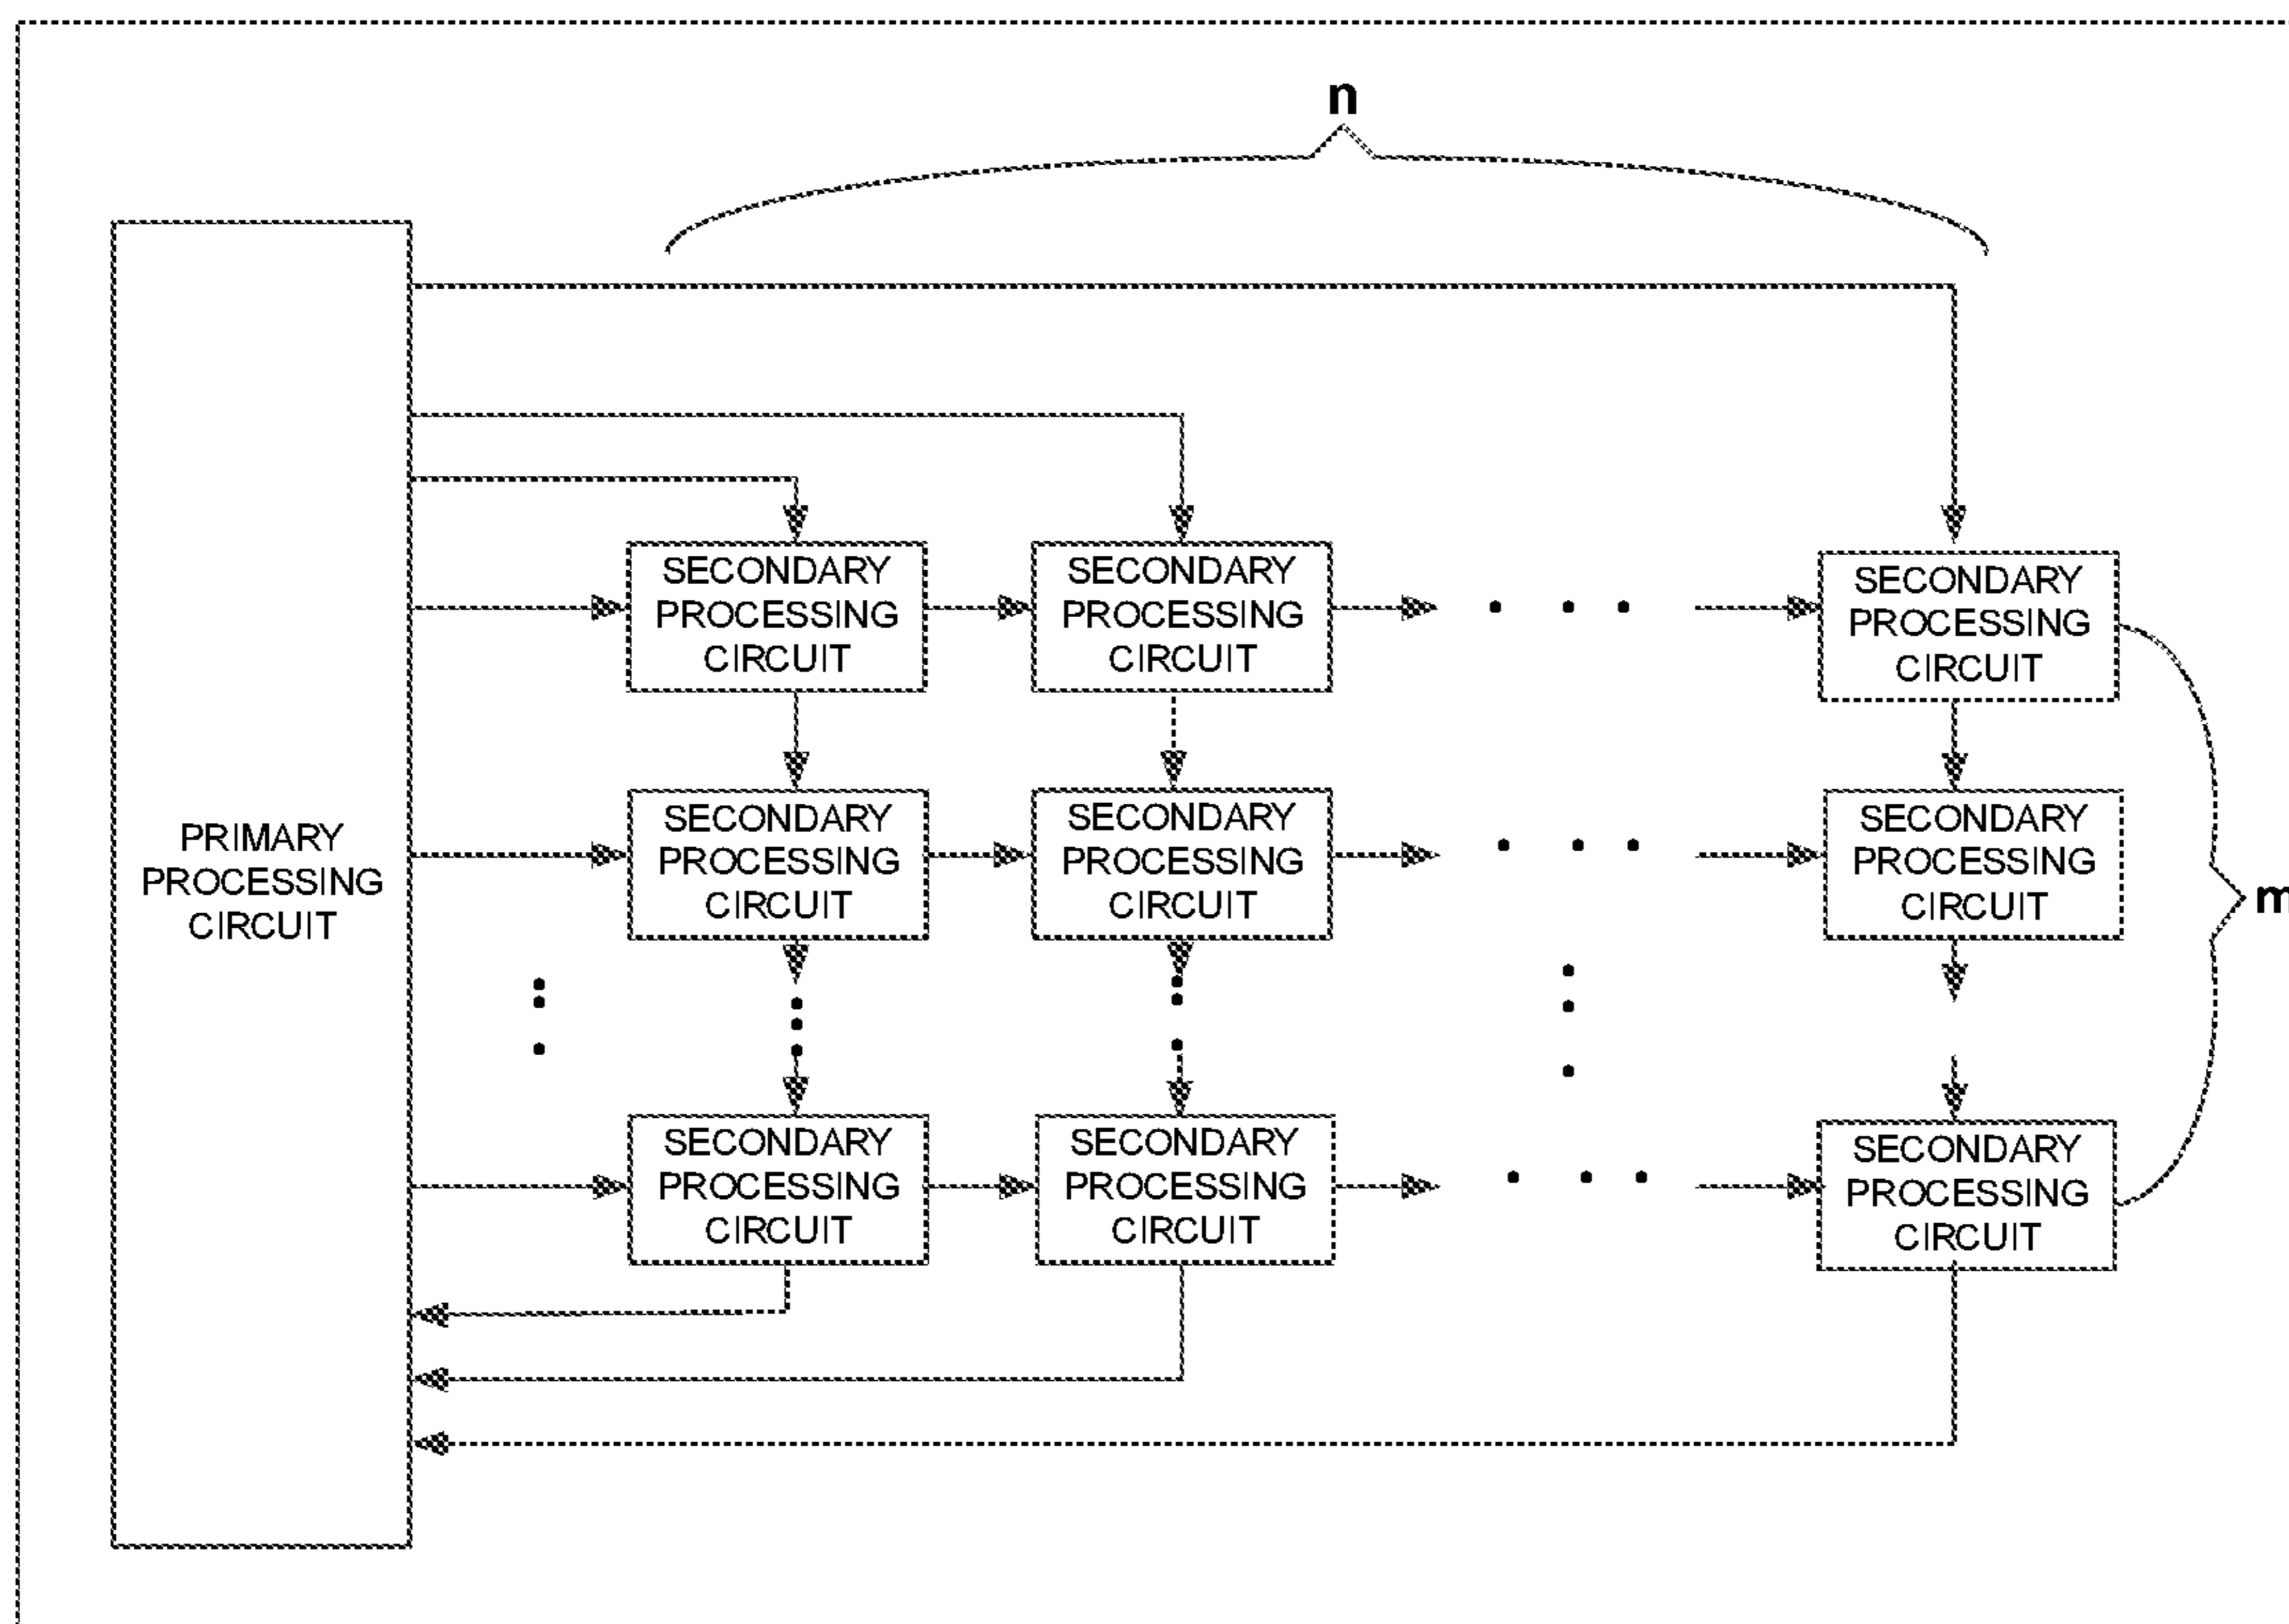 n
SECONDARY
PROCESSING
CIRCUIT
SECONDARY
PROCESSING
CIRCUIT
SECONDARY
PROCESSING
CIRCUIT
PRIMARY
PROCESSING
CIRCUIT
SECONDARY
PROCESSING
CIRCUIT
SECONDARY
PROCESSING
CIRCUIT
SECONDARY
PROCESSING
CIRCUIT
m
SECONDARY
PROCESSING
CIRCUIT
SECONDARY
PROCESSING
CIRCUIT
SECONDARY
PROCESSING
CIRCUIT